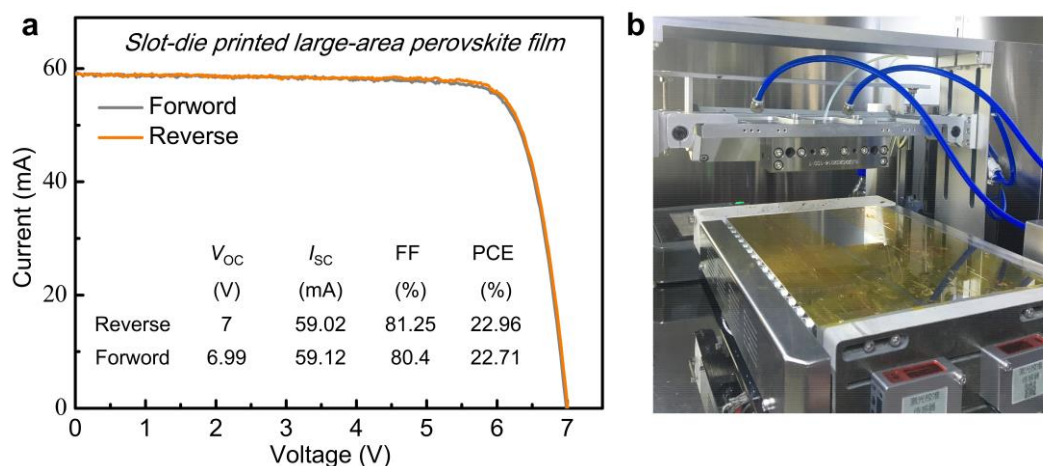 a
Slot-die printed large-area perovskite film
60
40
20
0
Current (mA)
Forword
Reverse
VOC ISC FF PCE
(V) (mA) (%) (%)
Reverse 7 59.02 81.25 22.96
Forword 6.99 59.12 80.4 22.71
0 1 2 3 4 5 6 7
Voltage (V)
b